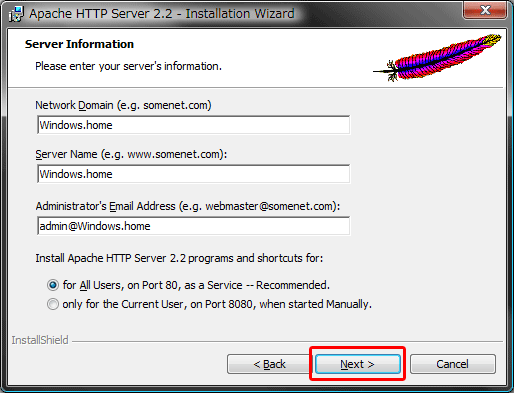 Apache HTTP Server 2.2 - Installation Wizard
Server Information
Please enter your server's information.
Network Domain (e.g. somenet.com)
Windows.home
Server Name (e.g. www.somenet.com):
Windows.home
Administrator's Email Address (e.g. webmaster@somenet.com):
admin@Windows.home
Install Apache HTTP Server 2.2 programs and shortcuts for:
for All Users, on Port 80, as a Service -- Recommended.
only for the Current User, on Port 8080, when started Manually.
InstallShield
< Back Next > Cancel